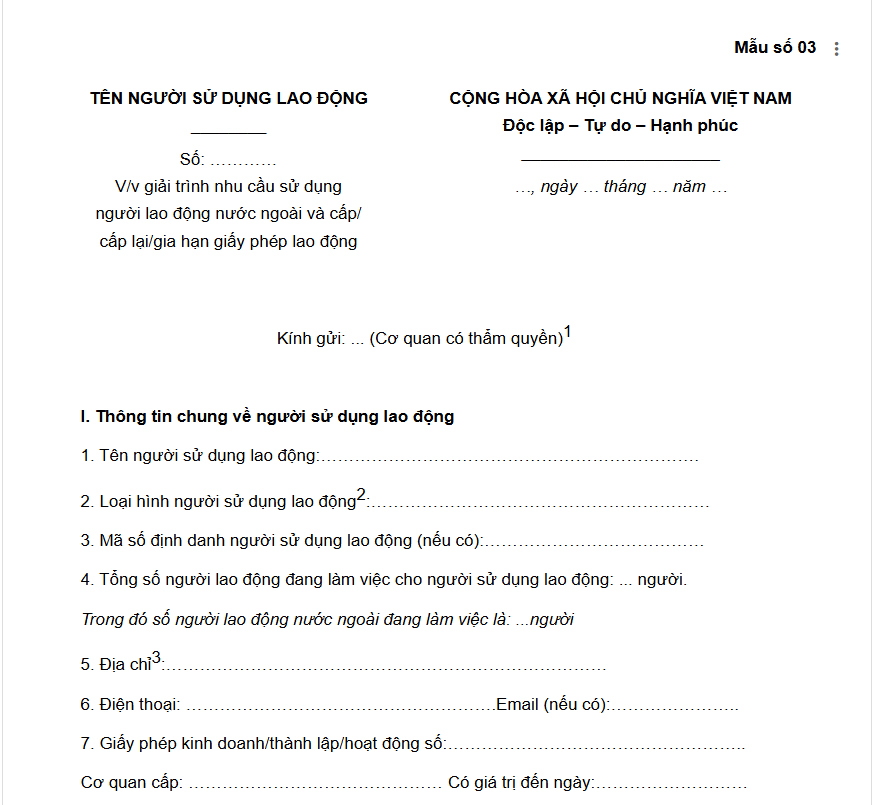 Mẫu số 03
TÊN NGƯỜI SỬ DỤNG LAO ĐỘNG
________
Số: …………
V/v giải trình nhu cầu sử dụng
người lao động nước ngoài và cấp/
cấp lại/gia hạn giấy phép lao động
CỘNG HÒA XÃ HỘI CHỦ NGHĨA VIỆT NAM
Độc lập – Tự do – Hạnh phúc
_____________________
…, ngày … tháng … năm …
Kính gửi: ... (Cơ quan có thẩm quyền)1
I. Thông tin chung về người sử dụng lao động
1. Tên người sử dụng lao động:………………………………………………………….
2. Loại hình người sử dụng lao động2:……………………………………………………
3. Mã số định danh người sử dụng lao động (nếu có):…………………………………
4. Tổng số người lao động đang làm việc cho người sử dụng lao động: ... người.
Trong đó số người lao động nước ngoài đang làm việc là: ...người
5. Địa chỉ3:……………………………………………………………………
6. Điện thoại: ……………………………………………….Email (nếu có):…………………..
7. Giấy phép kinh doanh/thành lập/hoạt động số:……………………………………………..
Cơ quan cấp: ……………………………………… Có giá trị đến ngày:………………………